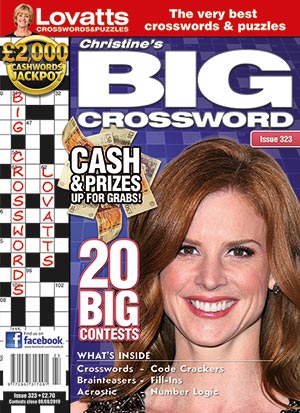 Lovatts
CROSSWORDS&PUZZLES
The very best
crosswords & puzzles
£2,000
CASHWORDS
JACKPOT
Christine's
BIG
CROSSWORD
Issue 323
CASH
& PRIZES
UP FOR GRABS!
BIG CROSSWORDS
LOVATTS
20
BIG
CONTESTS
WHAT'S INSIDE
Crosswords - Code Crackers
Brainteasers - Fill-Ins
Acrostic - Number Logic
Find us on
facebook
Issue 323 • £2.70